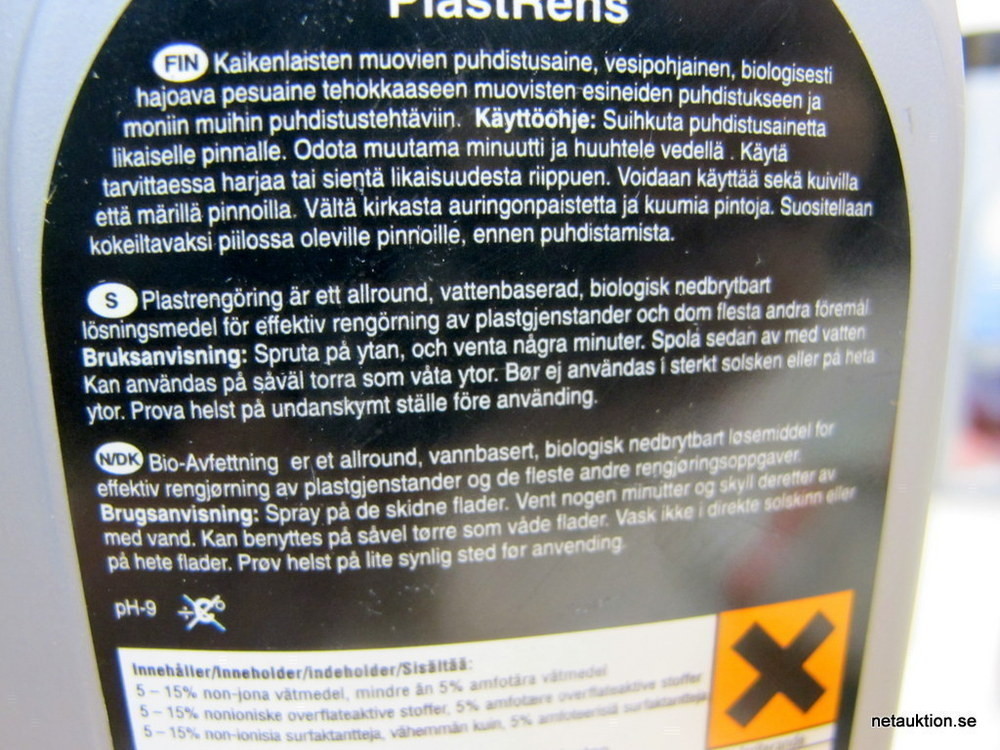 PlastRens
FIN Kaikenlaisten muovien puhdistusaine, vesipohjainen, biologisesti
hajoava pesuaine tehokkaaseen muovisten esineiden puhdistukseen ja
moniin muihin puhdistustehtäviin. Käyttöohje: Suihkuta puhdistusainetta
likaiselle pinnalle. Odota muutama minuutti ja huuhtele vedellä . Käytä
tarvittaessa harjaa tai sientä likaisuudesta riippuen. Voidaan käyttää sekä kuivilla
että märillä pinnoilla. Vältä kirkasta auringonpaistetta ja kuumia pintoja. Suositellaan
kokeiltavaksi piilossa oleville pinnoille, ennen puhdistamista.
S Plastrengöring är ett allround, vattenbaserad, biologisk nedbrytbart
lösningsmedel för effektiv rengörning av plastgjenstander och dom flesta andra föremål
Bruksanvisning: Spruta på ytan, och venta några minuter. Spola sedan av med vatten
Kan användas på såväl torra som våta ytor. Bør ej användas i sterkt solsken eller på heta
ytor. Prova helst på undanskymt ställe före använding.
N/DK Bio-Avfettning er et allround, vannbasert, biologisk nedbrytbart løsemiddel for
effektiv rengjørning av plastgjenstander og de fleste andre rengjøringsoppgaver
Brugsanvisning: Spray på de skidne flader. Vent nogen minutter og skyll deretter av
med vand. Kan benyttes på såvel tørre som våde flader. Vask ikke i direkte solskinn eller
på hete flader. Prøv helst på lite synlig sted før anvending.
pH-9
Innehåller/Inneholder/indeholder/Sisältää:
5 – 15% non-jona våtmedel, mindre än 5% amfotära våtmedel
5 – 15% nonioniske overflateaktive stoffer, 5% amfotære overflateaktive stoffer
5 – 15% non-ionisia surfaktantteja, vähemmän kuin, 5% surfaktantteja
netauktion.se